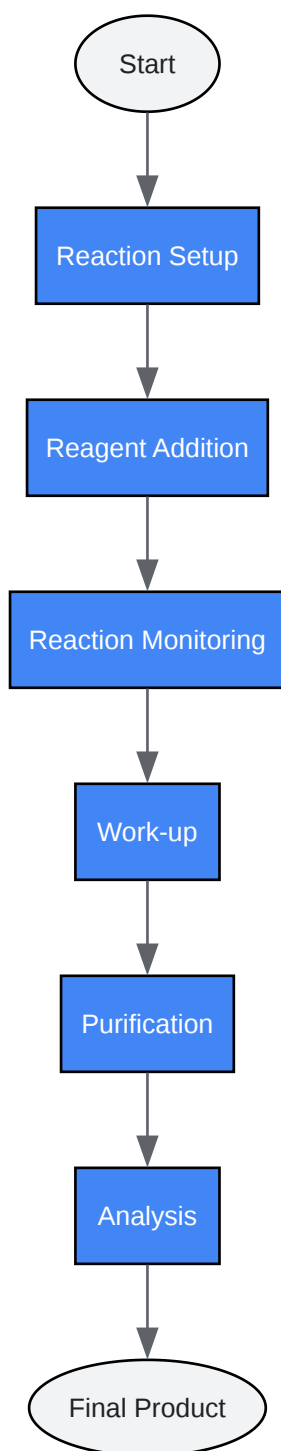 Start
Reaction Setup
Reagent Addition
Reaction Monitoring
Work-up
Purification
Analysis
Final Product